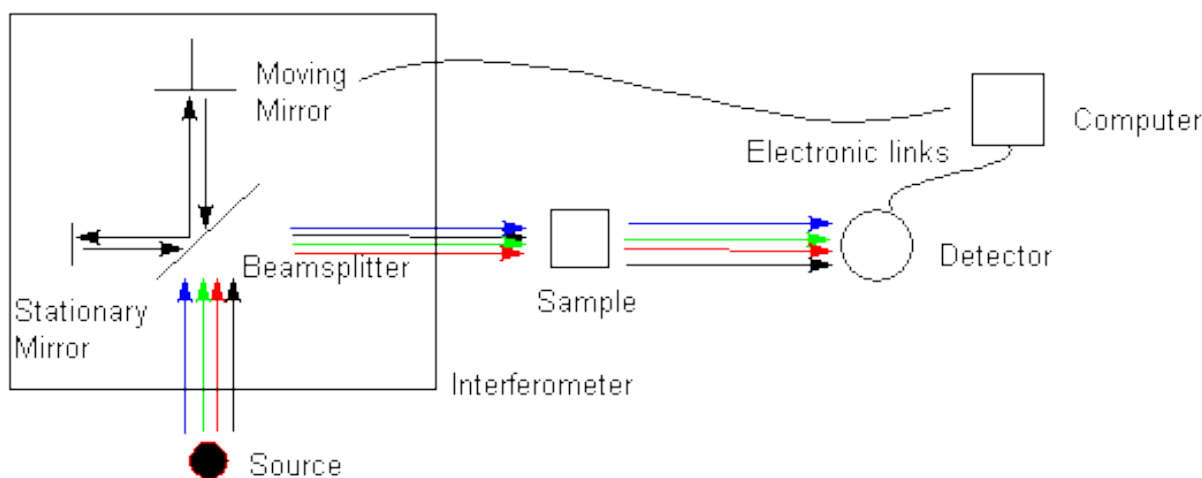 Moving
Mirror
Computer
Electronic links
Beamsplitter
Detector
Sample
Stationary
Mirror
Interferometer
Source